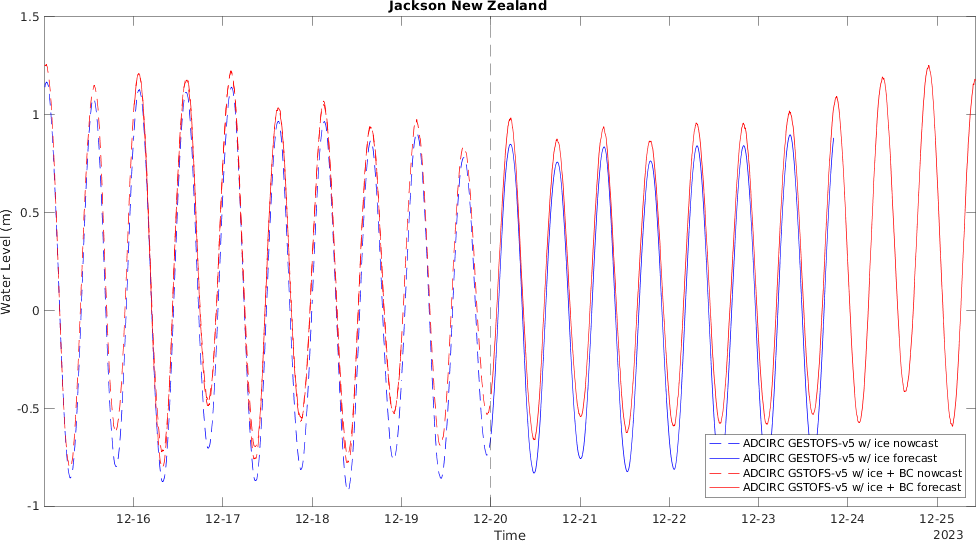 Jackson New Zealand
1.5
1
0.5
0
-0.5
-1
Water Level (m)
12-16 12-17 12-18 12-19 12-20 12-21 12-22 12-23 12-24 12-25
Time
2023
ADCIRC GESTOFS-v5 w/ ice nowcast
ADCIRC GESTOFS-v5 w/ ice forecast
ADCIRC GSTOFS-v5 w/ ice + BC nowcast
ADCIRC GSTOFS-v5 w/ ice + BC forecast